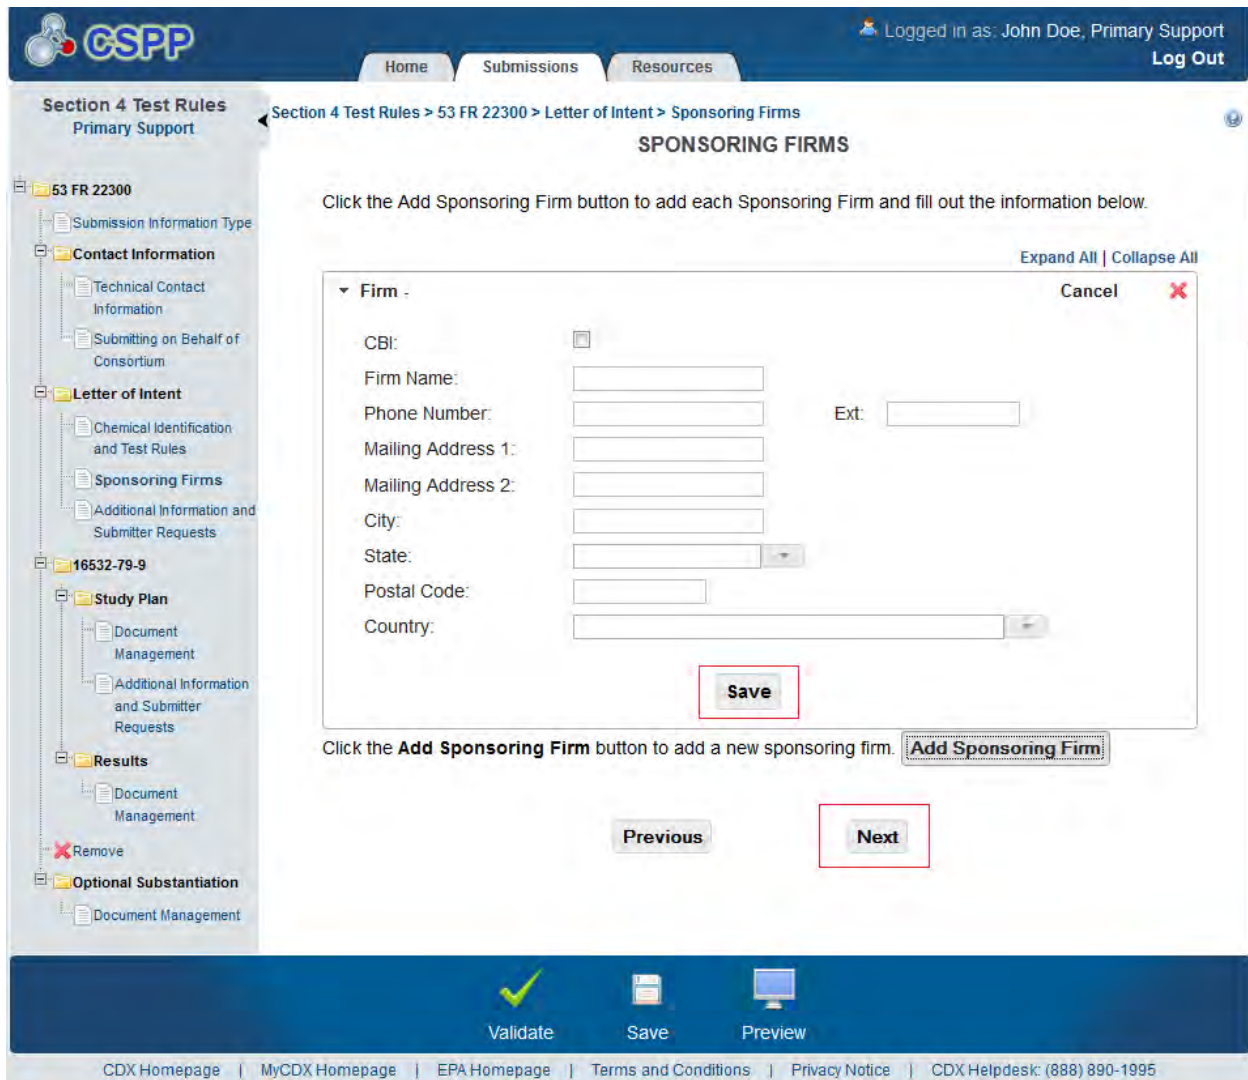 CSPP
Logged in as: John Doe, Primary Support
Log Out
Home
Submissions
Resources
Section 4 Test Rules
Primary Support
Section 4 Test Rules > 53 FR 22300 > Letter of Intent > Sponsoring Firms
SPONSORING FIRMS
53 FR 22300
Submission Information Type
Contact Information
Technical Contact
Information
Submitting on Behalf of
Consortium
Letter of Intent
Chemical Identification
and Test Rules
Sponsoring Firms
Additional Information and
Submitter Requests
16532-79-9
Study Plan
Document
Management
Additional Information
and Submitter
Requests
Results
Document
Management
Remove
Optional Substantiation
Document Management
Click the Add Sponsoring Firm button to add each Sponsoring Firm and fill out the information below.
Expand All | Collapse All
Firm -
Cancel
CBI:
Firm Name:
Phone Number: Ext:
Mailing Address 1:
Mailing Address 2:
City:
State:
Postal Code:
Country:
Save
Click the Add Sponsoring Firm button to add a new sponsoring firm. Add Sponsoring Firm
Previous
Next
Validate
Save
Preview
CDX Homepage | MyCDX Homepage | EPA Homepage | Terms and Conditions | Privacy Notice | CDX Helpdesk: (888) 890-1995